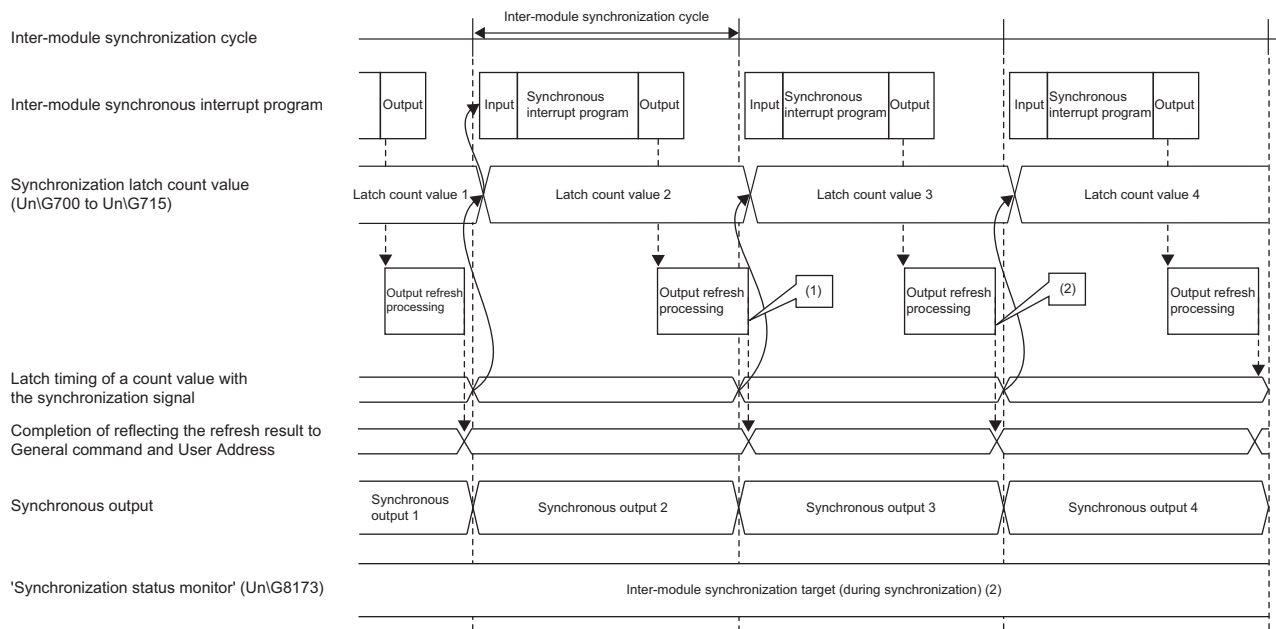 Inter-module synchronization cycle
Inter-module synchronization cycle
Inter-module synchronous interrupt program
Output
Input
Synchronous
interrupt program
Output
Input
Synchronous
interrupt program
Output
Input
Synchronous
interrupt program
Output
Synchronization latch count value
(Un\G700 to Un\G715)
Latch count value 1
Latch count value 2
Latch count value 3
Latch count value 4
Output refresh
processing
Output refresh
processing
(1)
Output refresh
processing
(2)
Output refresh
processing
Latch timing of a count value with
the synchronization signal
Completion of reflecting the refresh result to
General command and User Address
Synchronous output
Synchronous
output 1
Synchronous output 2
Synchronous output 3
Synchronous output 4
'Synchronization status monitor' (Un\G8173)
Inter-module synchronization target (during synchronization) (2)